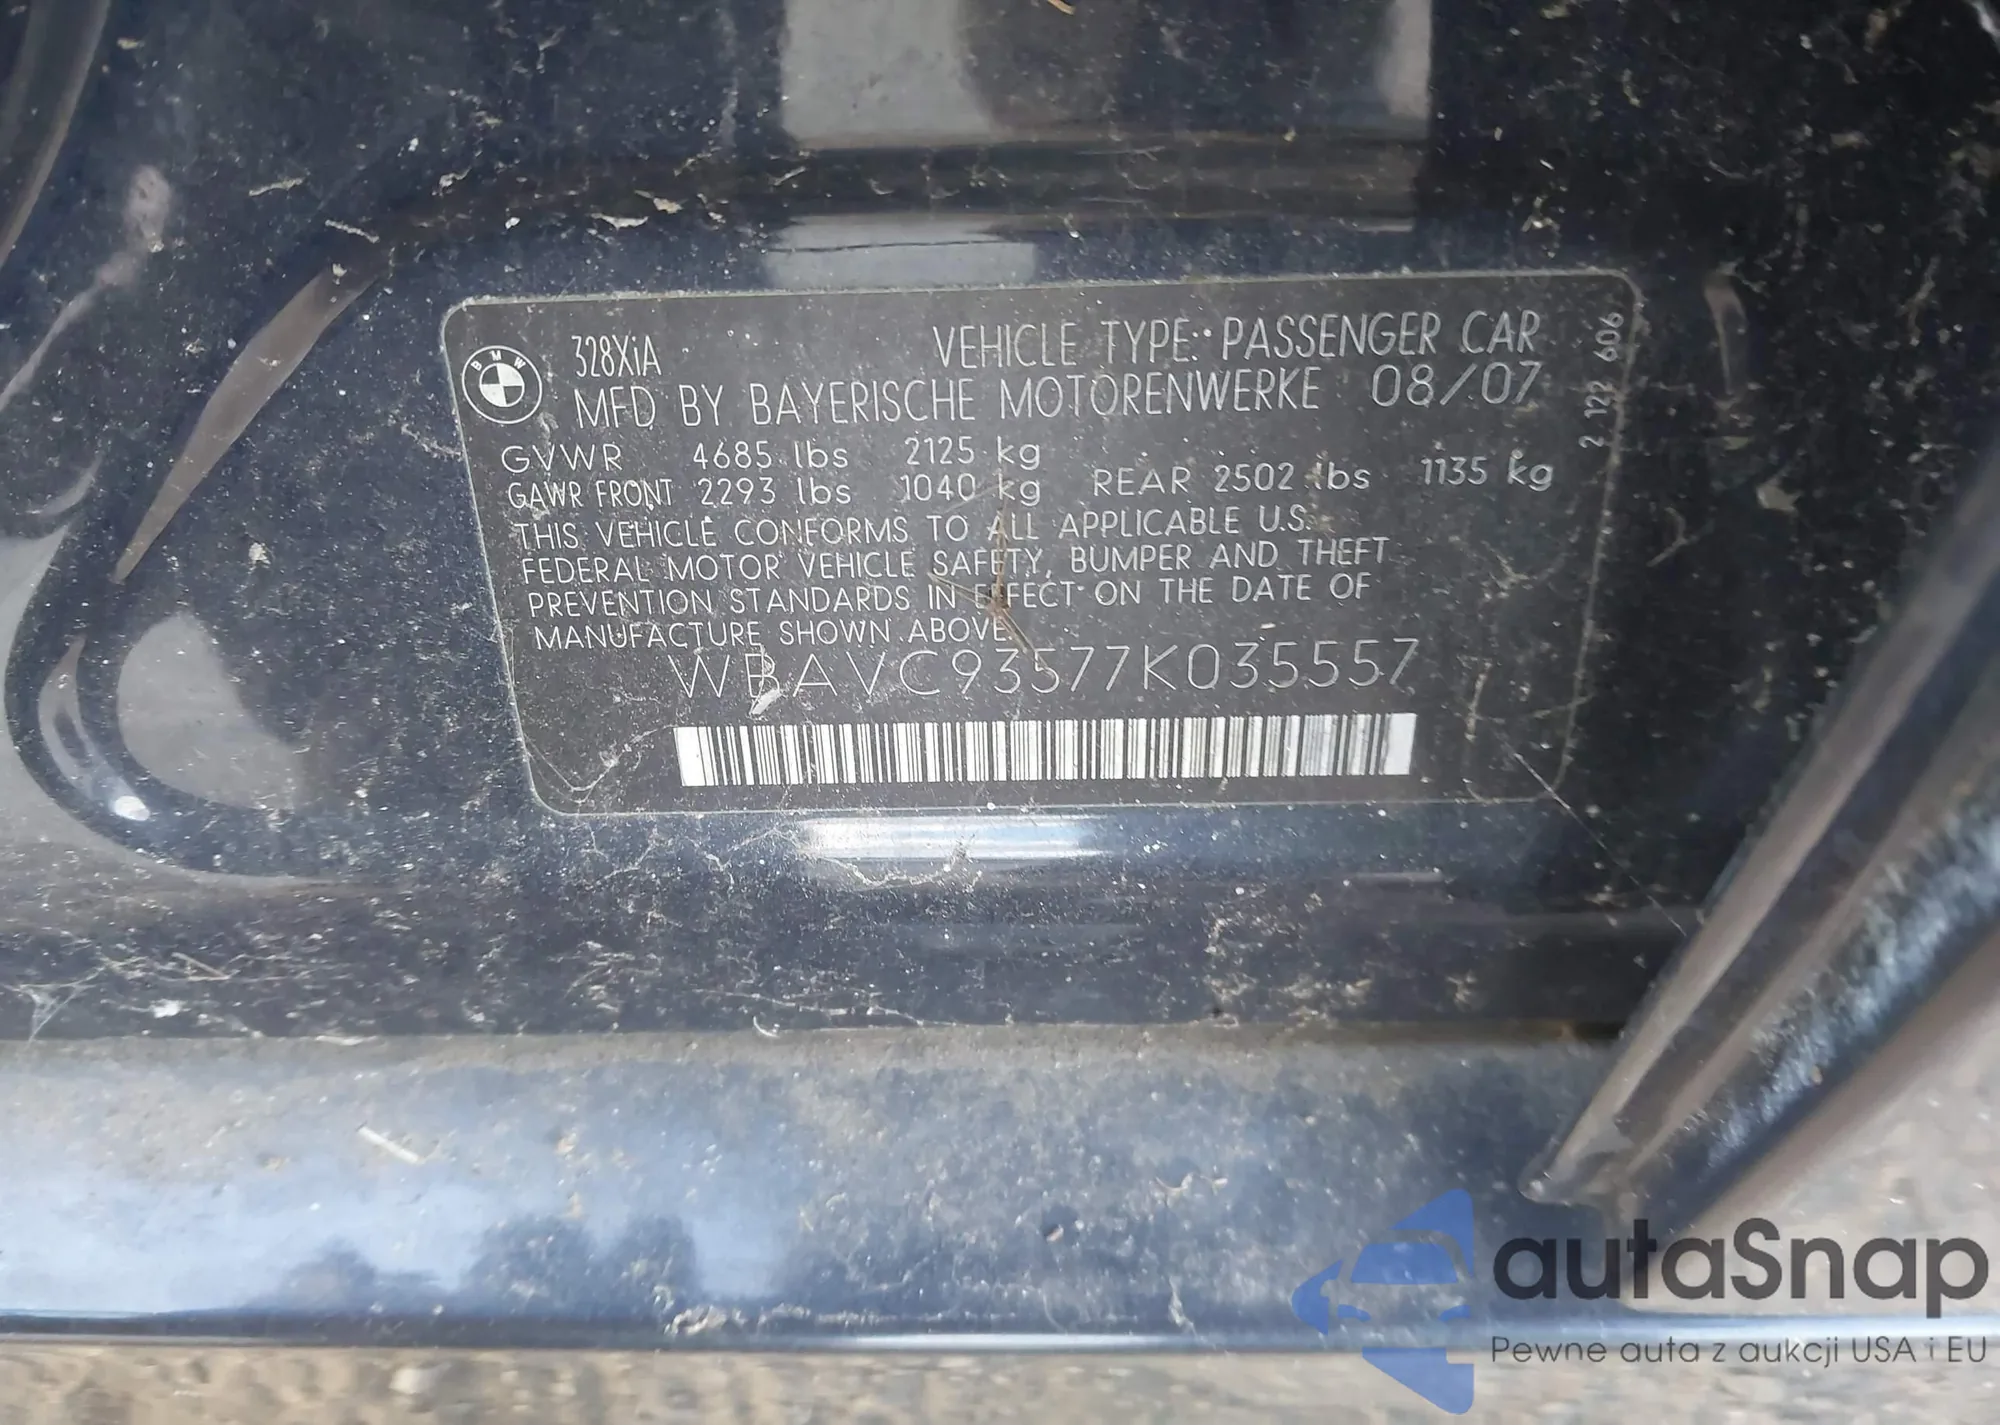 BMW
328XiA
VEHICLE TYPE: PASSENGER CAR
MFD BY BAYERISCHE MOTORENWERKE 08/07
GVWR 4685 lbs 2125 kg
GAWR FRONT 2293 lbs 1040 kg REAR 2502 lbs 1135 kg
THIS VEHICLE CONFORMS TO ALL APPLICABLE U.S.
FEDERAL MOTOR VEHICLE SAFETY, BUMPER AND THEFT
PREVENTION STANDARDS IN EFFECT ON THE DATE OF
MANUFACTURE SHOWN ABOVE.
WBAVC93577K035557
2 122 606
autaSnap
Pewne auta z aukcji USA i EU